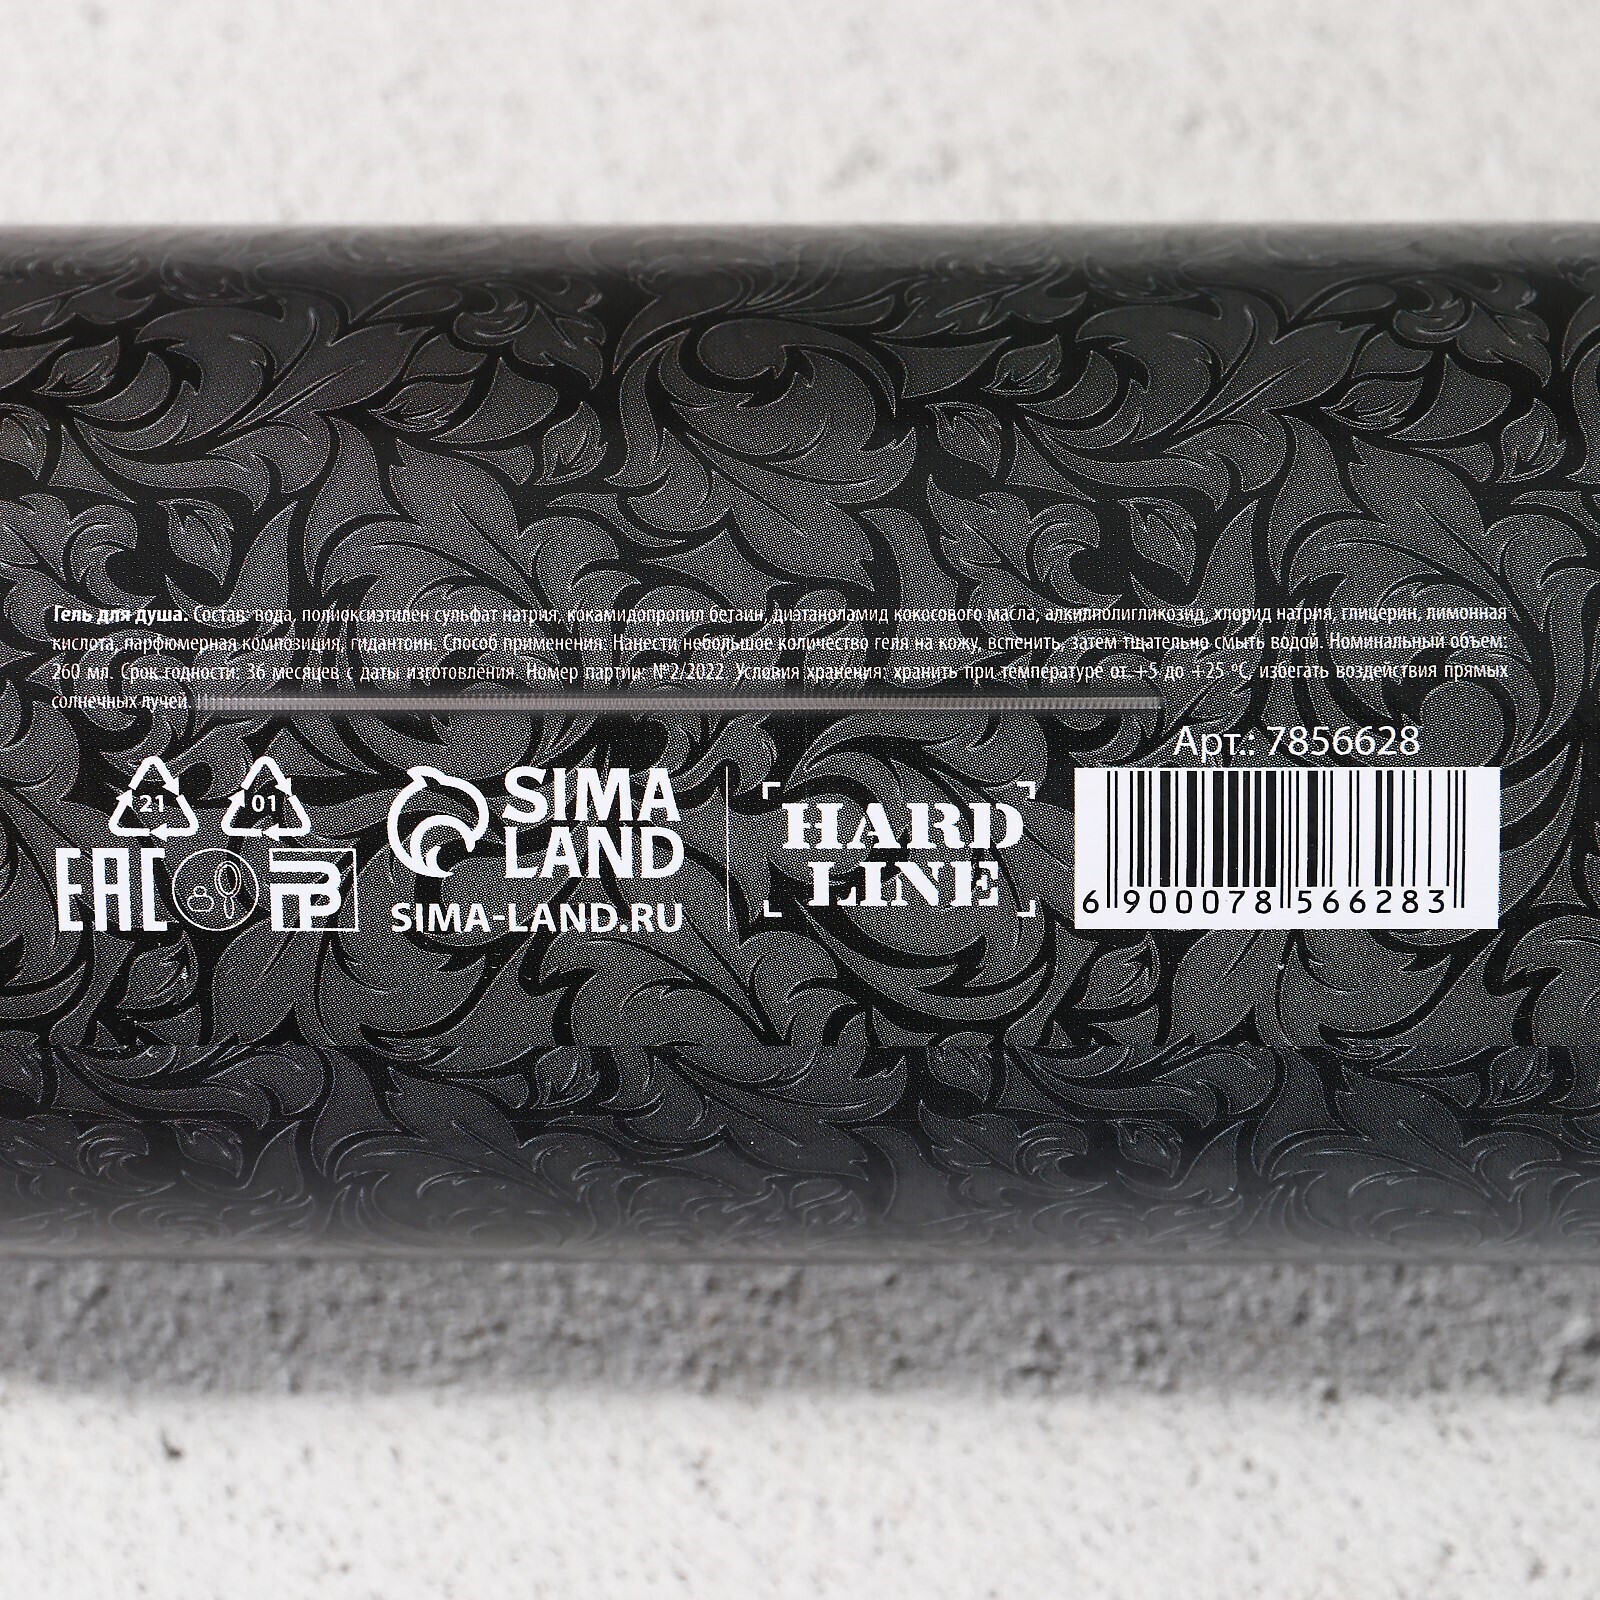 Гель для душа. Состав: вода, полиоксиэтилен сульфат натрия, кокамидопропил бетаин, диэтаноламид кокосового масла, алкилполигликозид, хлорид натрия, глицерин, лимонная
кислота, парфюмерная композиция, гидантоин. Способ применения: Нанести небольшое количество геля на кожу, вспенить, затем тщательно смыть водой. Номинальный объем:
260 мл. Срок годности: 36 месяцев с даты изготовления. Номер партии: №2/2022. Условия хранения: хранить при температуре от +5 до +25 °С, избегать воздействия прямых
солнечных лучей.
Арт.: 7856628
21 01
EAC
SIMA
LAND
SIMA-LAND.RU
HARD
LINE
6 900078 566283